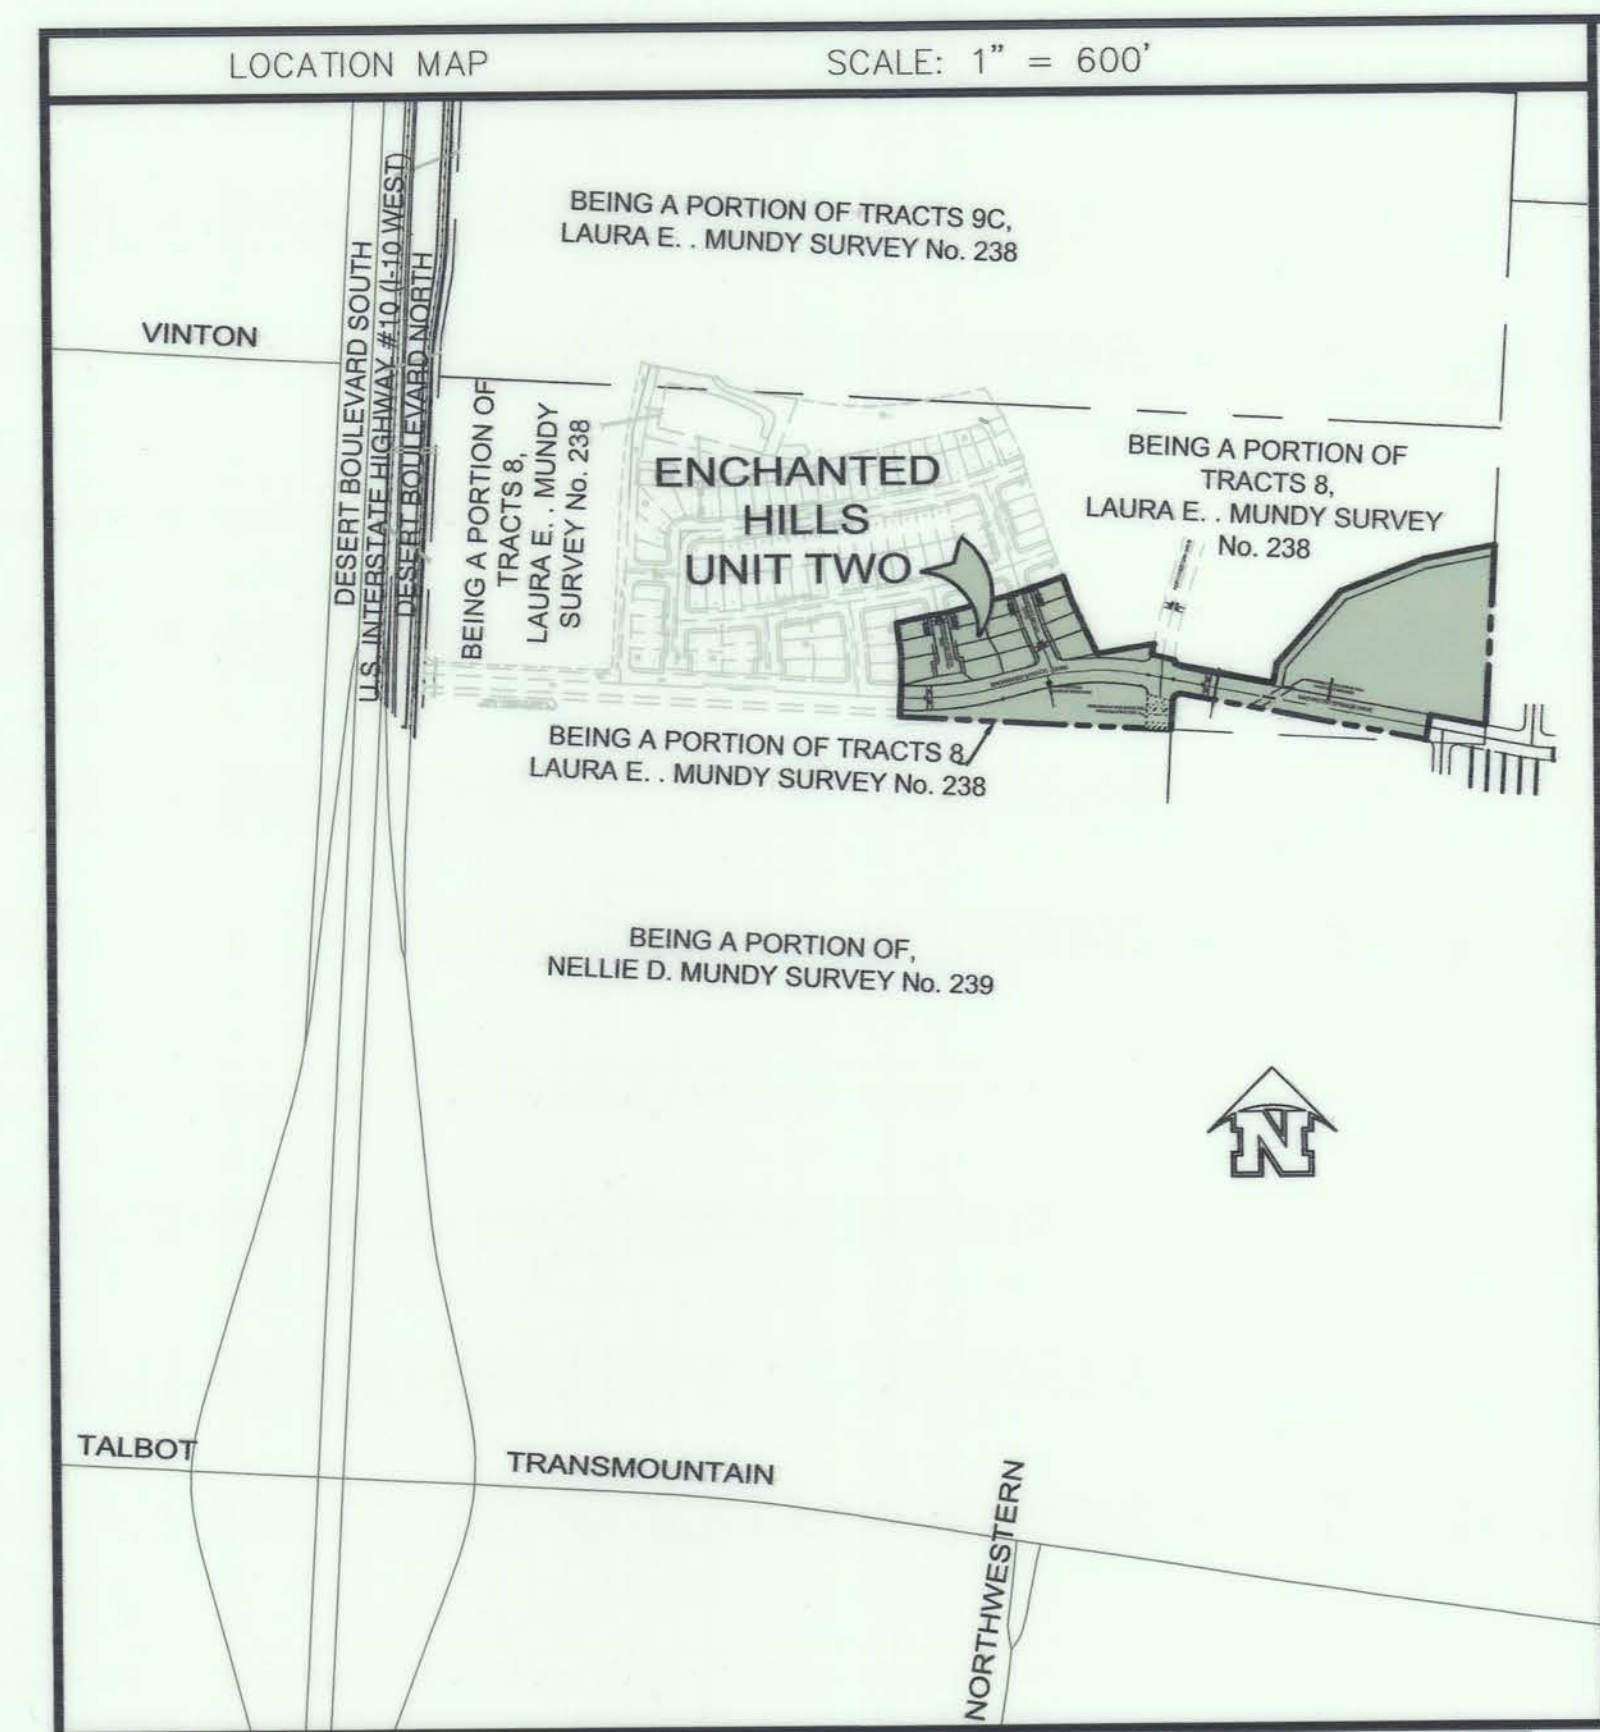 LOCATION MAP
SCALE: 1" = 600'
BEING A PORTION OF TRACTS 9C,
LAURA E. . MUNDY SURVEY No. 238
VINTON
DESERT BOULEVARD SOUTH
U.S. INTERSTATE HIGHWAY #10 (I-10 WEST)
DESERT BOULEVARD NORTH
BEING A PORTION OF
TRACTS 8,
LAURA E. . MUNDY
SURVEY No. 238
ENCHANTED
HILLS
UNIT TWO
BEING A PORTION OF
TRACTS 8,
LAURA E. . MUNDY SURVEY
No. 238
BEING A PORTION OF TRACTS 8,
LAURA E. . MUNDY SURVEY No. 238
BEING A PORTION OF,
NELLIE D. MUNDY SURVEY No. 239
N
TALBOT
TRANSMOUNTAIN
NORTHWESTERN